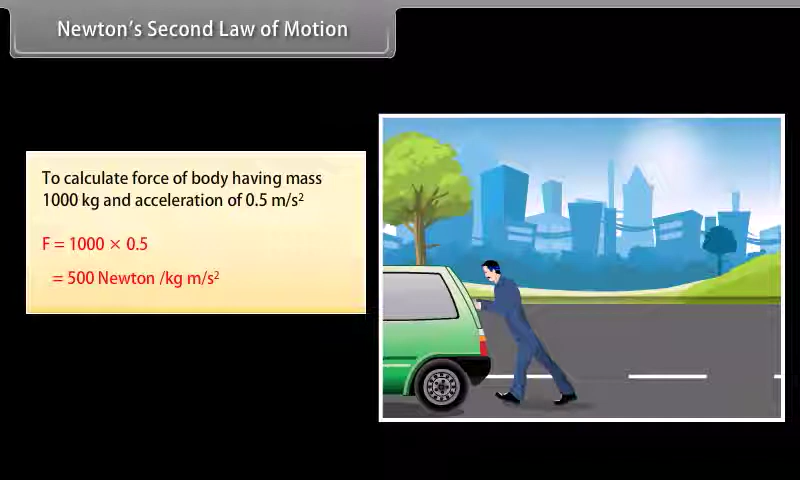 Newton's Second Law of Motion
To calculate force of body having mass
1000 kg and acceleration of 0.5 m/s²
F = 1000 × 0.5
= 500 Newton /kg m/s²